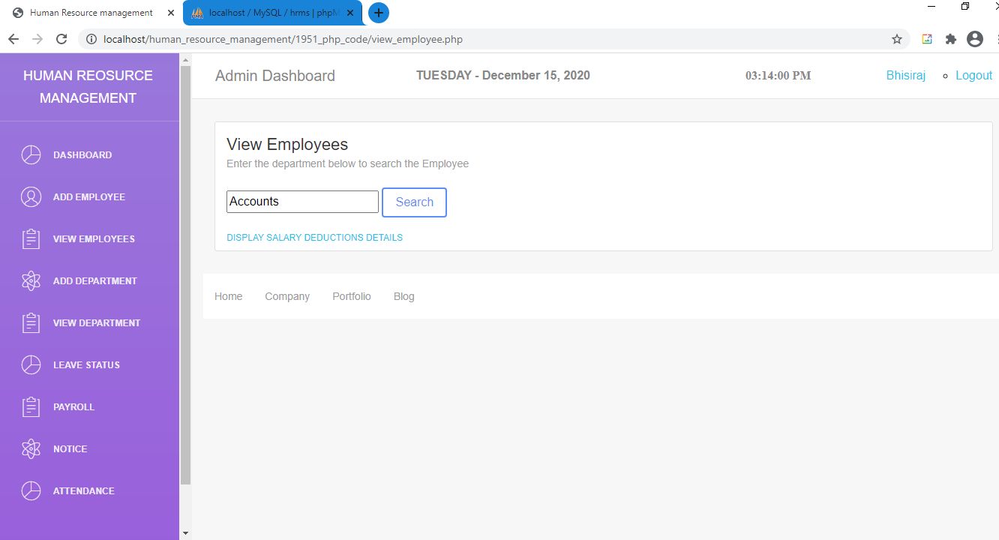 Human Resource management
localhost / MySQL / hrms | phpM
localhost/human_resource_management/1951_php_code/view_employee.php
HUMAN REOSURCE
MANAGEMENT
DASHBOARD
ADD EMPLOYEE
VIEW EMPLOYEES
ADD DEPARTMENT
VIEW DEPARTMENT
LEAVE STATUS
PAYROLL
NOTICE
ATTENDANCE
Admin Dashboard
TUESDAY - December 15, 2020
03:14:00 PM
Bhisiraj
Logout
View Employees
Enter the department below to search the Employee
Accounts
Search
DISPLAY SALARY DEDUCTIONS DETAILS
Home Company Portfolio Blog